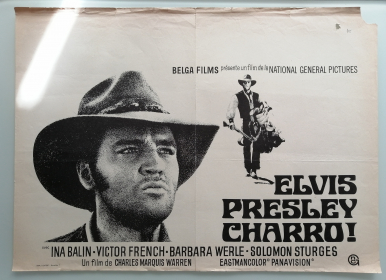 BELGA FILMS présente un film de la NATIONAL GENERAL PICTURES
ELVIS
PRESLEY
CHARRO!
INA BALIN · VICTOR FRENCH · BARBARA WERLE · SOLOMON STURGES
Un film de CHARLES MARQUIS WARREN EASTMANCOLOR PANAVISION®